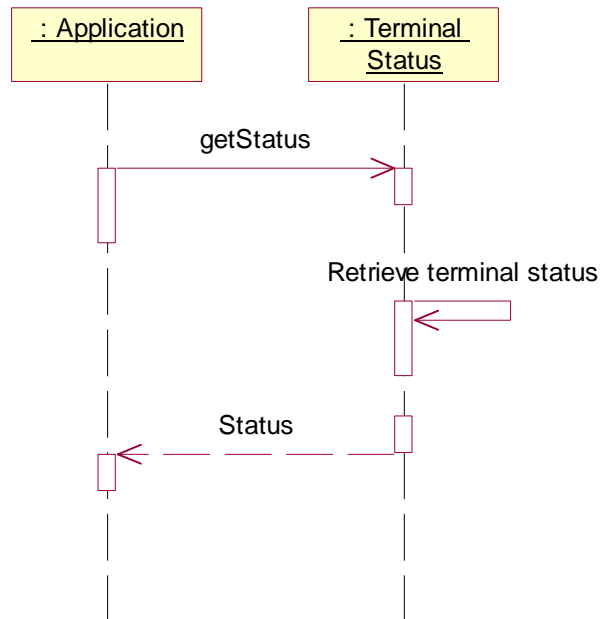 : Application
: Terminal
Status
getStatus
Retrieve terminal status
Status